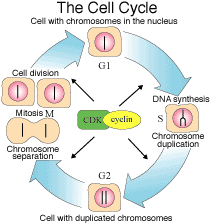 The Cell Cycle
Cell with chromosomes in the nucleus
G1
Cell division
DNA synthesis
Mitosis M
CDK cyclin
S
Chromosome
duplication
Chromosome
separation
G2
Cell with duplicated chromosomes